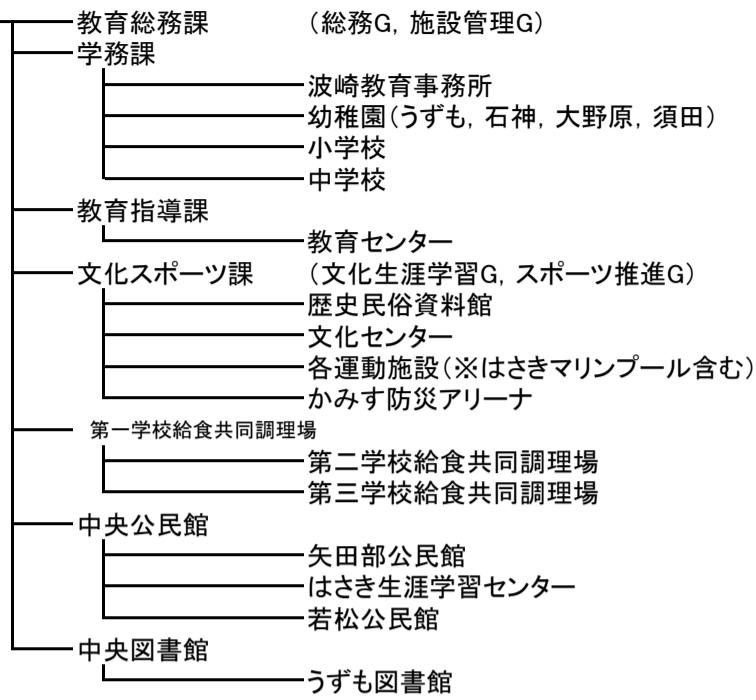 教育総務課 （総務G，施設管理G）
学務課
波崎教育事務所
幼稚園（うずも，石神，大野原，須田）
小学校
中学校
教育指導課
教育センター
文化スポーツ課 （文化生涯学習G，スポーツ推進G）
歴史民俗資料館
文化センター
各運動施設（※はさきマリンプール含む）
かみす防災アリーナ
第一学校給食共同調理場
第二学校給食共同調理場
第三学校給食共同調理場
中央公民館
矢田部公民館
はさき生涯学習センター
若松公民館
中央図書館
うずも図書館